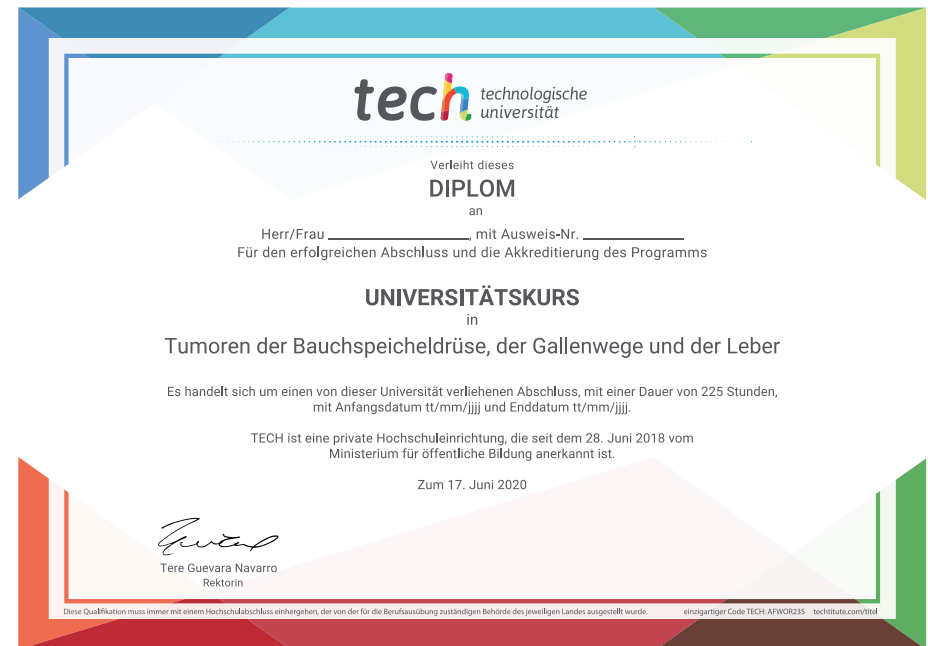 tech technologische
universität
Verleiht dieses
DIPLOM
an
Herr/Frau ____________________, mit Ausweis-Nr. ______________
Für den erfolgreichen Abschluss und die Akkreditierung des Programms
UNIVERSITÄTSKURS
in
Tumoren der Bauchspeicheldrüse, der Gallenwege und der Leber
Es handelt sich um einen von dieser Universität verliehenen Abschluss, mit einer Dauer von 225 Stunden,
mit Anfangsdatum tt/mm/jjjj und Enddatum tt/mm/jjjj.
TECH ist eine private Hochschuleinrichtung, die seit dem 28. Juni 2018 vom
Ministerium für öffentliche Bildung anerkannt ist.
Zum 17. Juni 2020
Tere Guevara Navarro
Rektorin
Diese Qualifikation muss immer mit einem Hochschulabschluss einhergehen, der von der für die Berufsausübung zuständigen Behörde des jeweiligen Landes ausgestellt wurde. einzigartiger Code TECH: AFWOR23S techtitute.com/titel